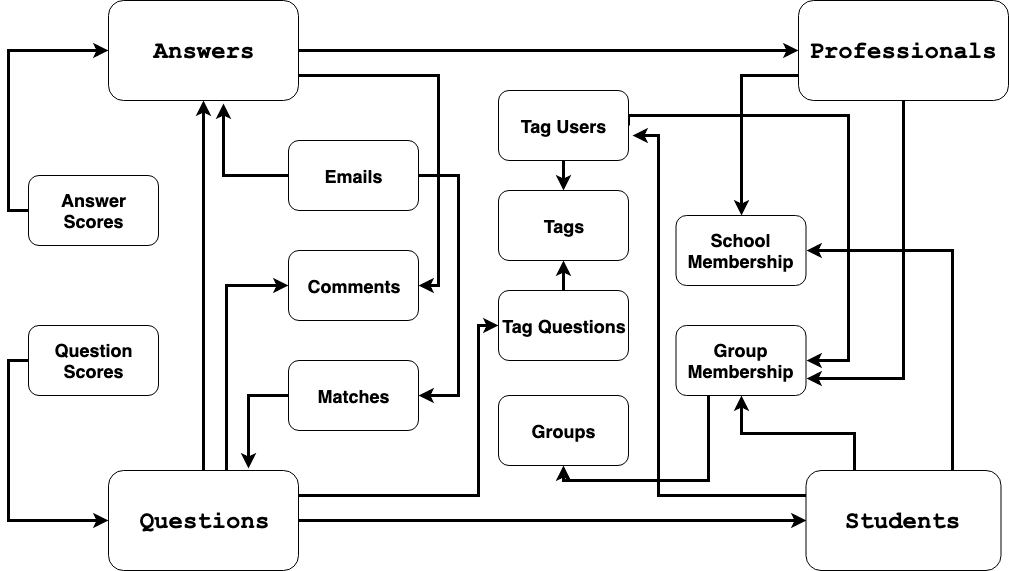 Answers
Professionals
Tag Users
Emails
Answer
Scores
Tags
School
Membership
Comments
Tag Questions
Question
Scores
Group
Membership
Matches
Groups
Questions
Students